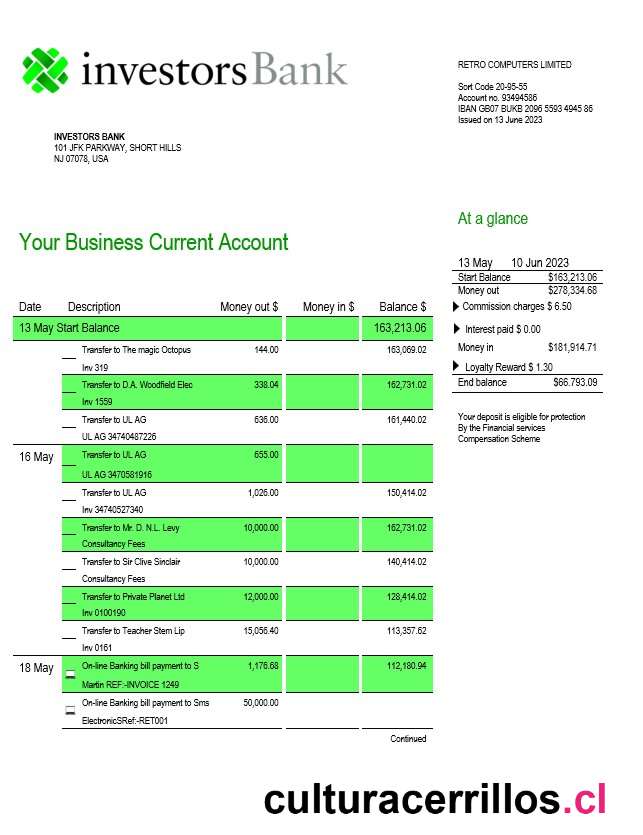 investorsBank
RETRO COMPUTERS LIMITED
Sort Code 20-95-55
Account no. 93494586
IBAN GB07 BUKB 2096 5593 4945 86
Issued on 13 June 2023
INVESTORS BANK
101 JFK PARKWAY, SHORT HILLS
NJ 07078, USA
At a glance
Your Business Current Account
13 May 10 Jun 2023
Start Balance $163,213.06
Money out $278,334.68
Commission charges $ 6.50
Interest paid $ 0.00
Money in $181,914.71
Loyalty Reward $ 1.30
End balance $66.793.09
Your deposit is eligible for protection
By the Financial services
Compensation Scheme
Date Description Money out $ Money in $ Balance $
13 May Start Balance 163,213.06
Transfer to The magic Octopus 144.00 163,069.02
Inv 319
Transfer to D.A. Woodfield Elec 338.04 162,731.02
Inv 1559
Transfer to UL AG 636.00 161,440.02
UL AG 34740487226
16 May Transfer to UL AG 655.00
UL AG 3470581916
Transfer to UL AG 1,026.00 150,414.02
Inv 34740527340
Transfer to Mr. D. N.L. Levy 10,000.00 162,731.02
Consultancy Fees
Transfer to Sir Clive Sinclair 10,000.00 140,414.02
Consultancy Fees
Transfer to Private Planet Ltd 12,000.00 128,414.02
Inv 0100190
Transfer to Teacher Stem Lip 15,056.40 113,357.62
Inv 0161
18 May On-line Banking bill payment to S 1,176.68 112,180.94
Martin REF:-INVOICE 1249
On-line Banking bill payment to Sms 50,000.00
ElectronicSRef:-RET001
Continued
culturacerrillos.cl